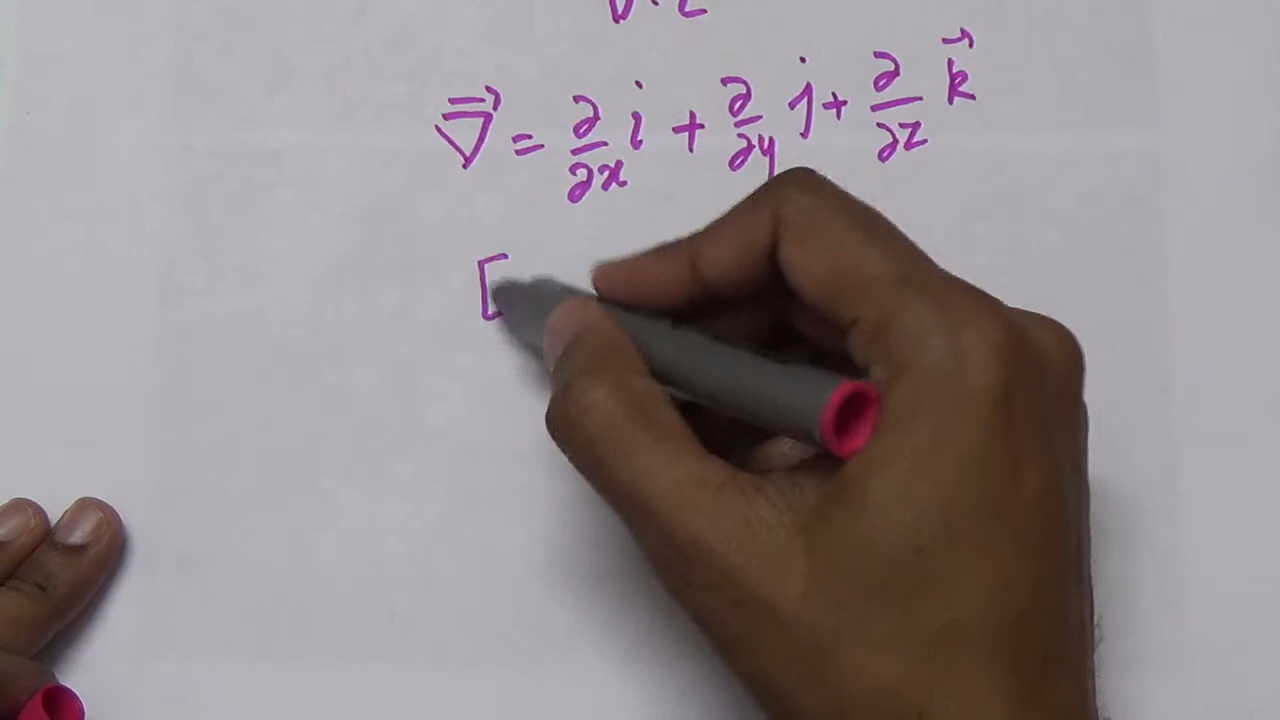 ∇⃗ = ∂/∂x i + ∂/∂y j + ∂/∂z k⃗
[